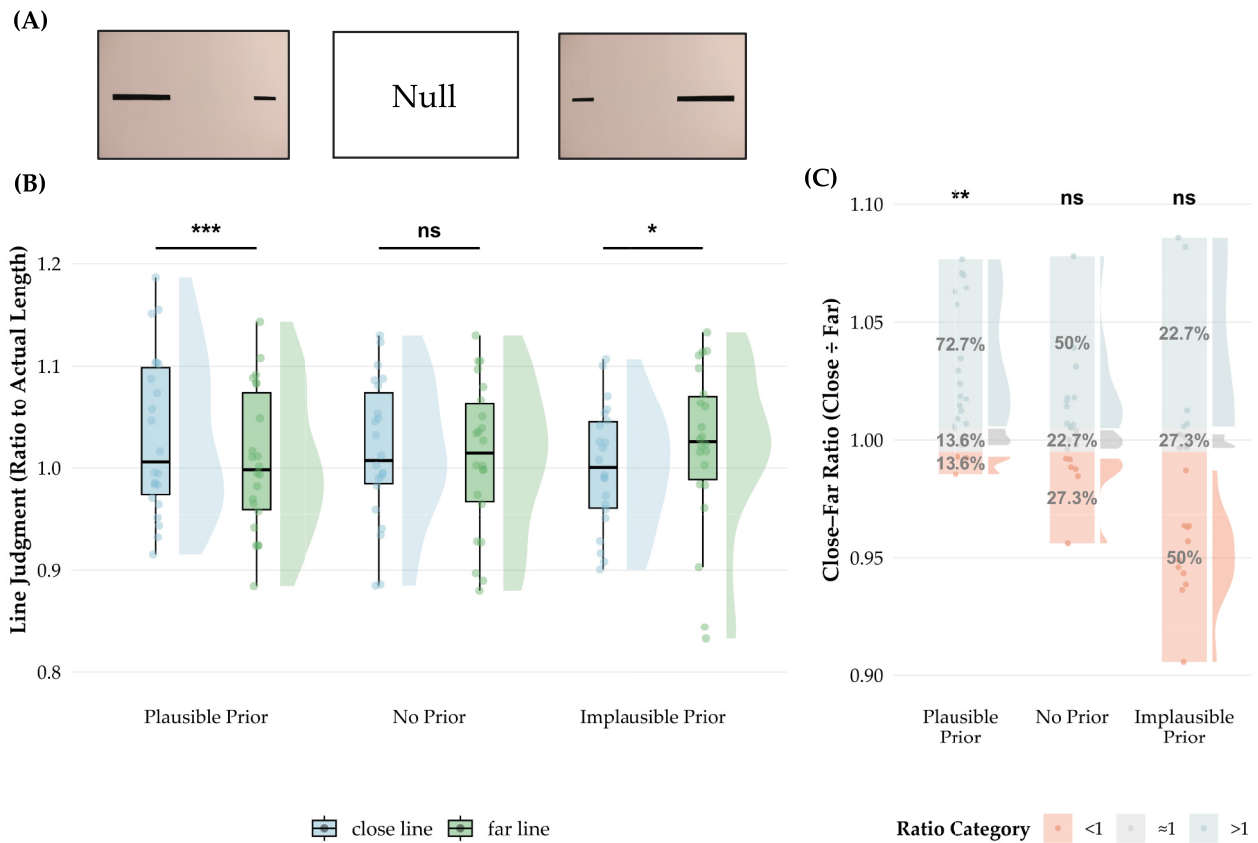 (A)
Null
(B)
Line Judgment (Ratio to Actual Length)
1.2
1.1
1.0
0.9
0.8
***
ns
*
Plausible Prior
No Prior
Implausible Prior
close line
far line
(C)
Close–Far Ratio (Close ÷ Far)
1.10
1.05
1.00
0.95
0.90
**
ns
ns
72.7%
50%
22.7%
13.6%
22.7%
27.3%
13.6%
27.3%
50%
Plausible
Prior
No Prior
Implausible
Prior
Ratio Category
<1
≈1
>1